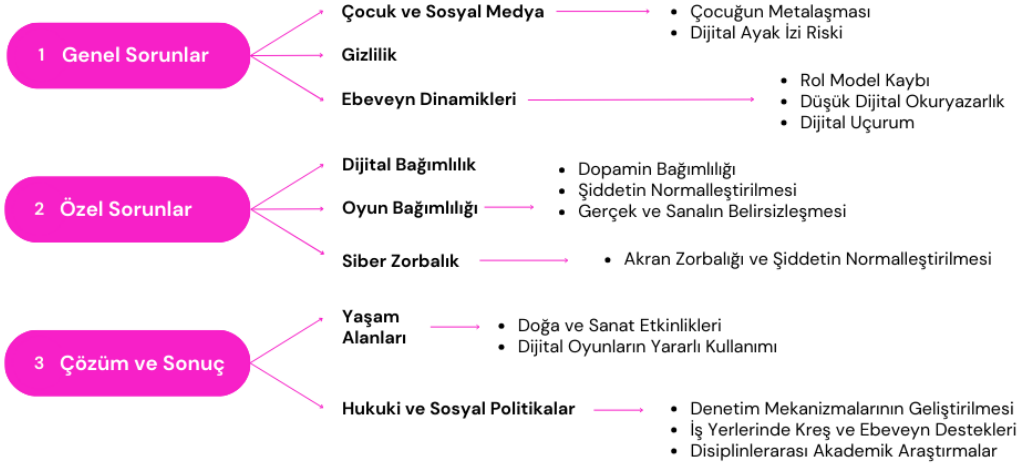 1 Genel Sorunlar
Çocuk ve Sosyal Medya
• Çocuğun Metalaşması
• Dijital Ayak İzi Riski
Gizlilik
Ebeveyn Dinamikleri
• Rol Model Kaybı
• Düşük Dijital Okuryazarlık
• Dijital Uçurum
2 Özel Sorunlar
Dijital Bağımlılık
Oyun Bağımlılığı
• Dopamin Bağımlılığı
• Şiddetin Normalleştirilmesi
• Gerçek ve Sanalın Belirsizleşmesi
Siber Zorbalık
• Akran Zorbalığı ve Şiddetin Normalleştirilmesi
3 Çözüm ve Sonuç
Yaşam
Alanları
• Doğa ve Sanat Etkinlikleri
• Dijital Oyunların Yararlı Kullanımı
Hukuki ve Sosyal Politikalar
• Denetim Mekanizmalarının Geliştirilmesi
• İş Yerlerinde Kreş ve Ebeveyn Destekleri
• Disiplinlerarası Akademik Araştırmalar